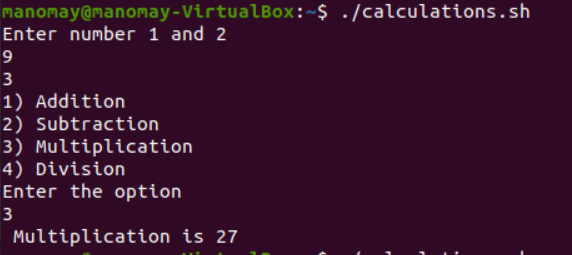 manomay@manomay-VirtualBox:~$ ./calculations.sh
Enter number 1 and 2
9
3
1) Addition
2) Subtraction
3) Multiplication
4) Division
Enter the option
3
 Multiplication is 27